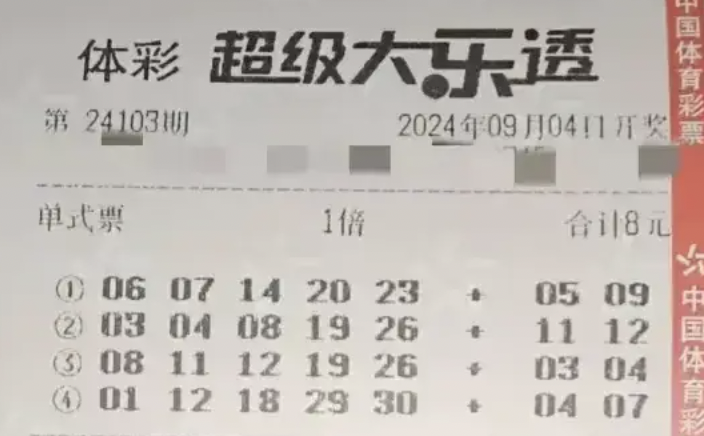 体彩 超级大乐透
第 24103期 2024年09月04日开奖
单式票 1倍 合计8元
① 06 07 14 20 23 + 05 09
② 03 04 08 19 26 + 11 12
③ 08 11 12 19 26 + 03 04
④ 01 12 18 29 30 + 04 07
中国体育彩票
中国体育彩